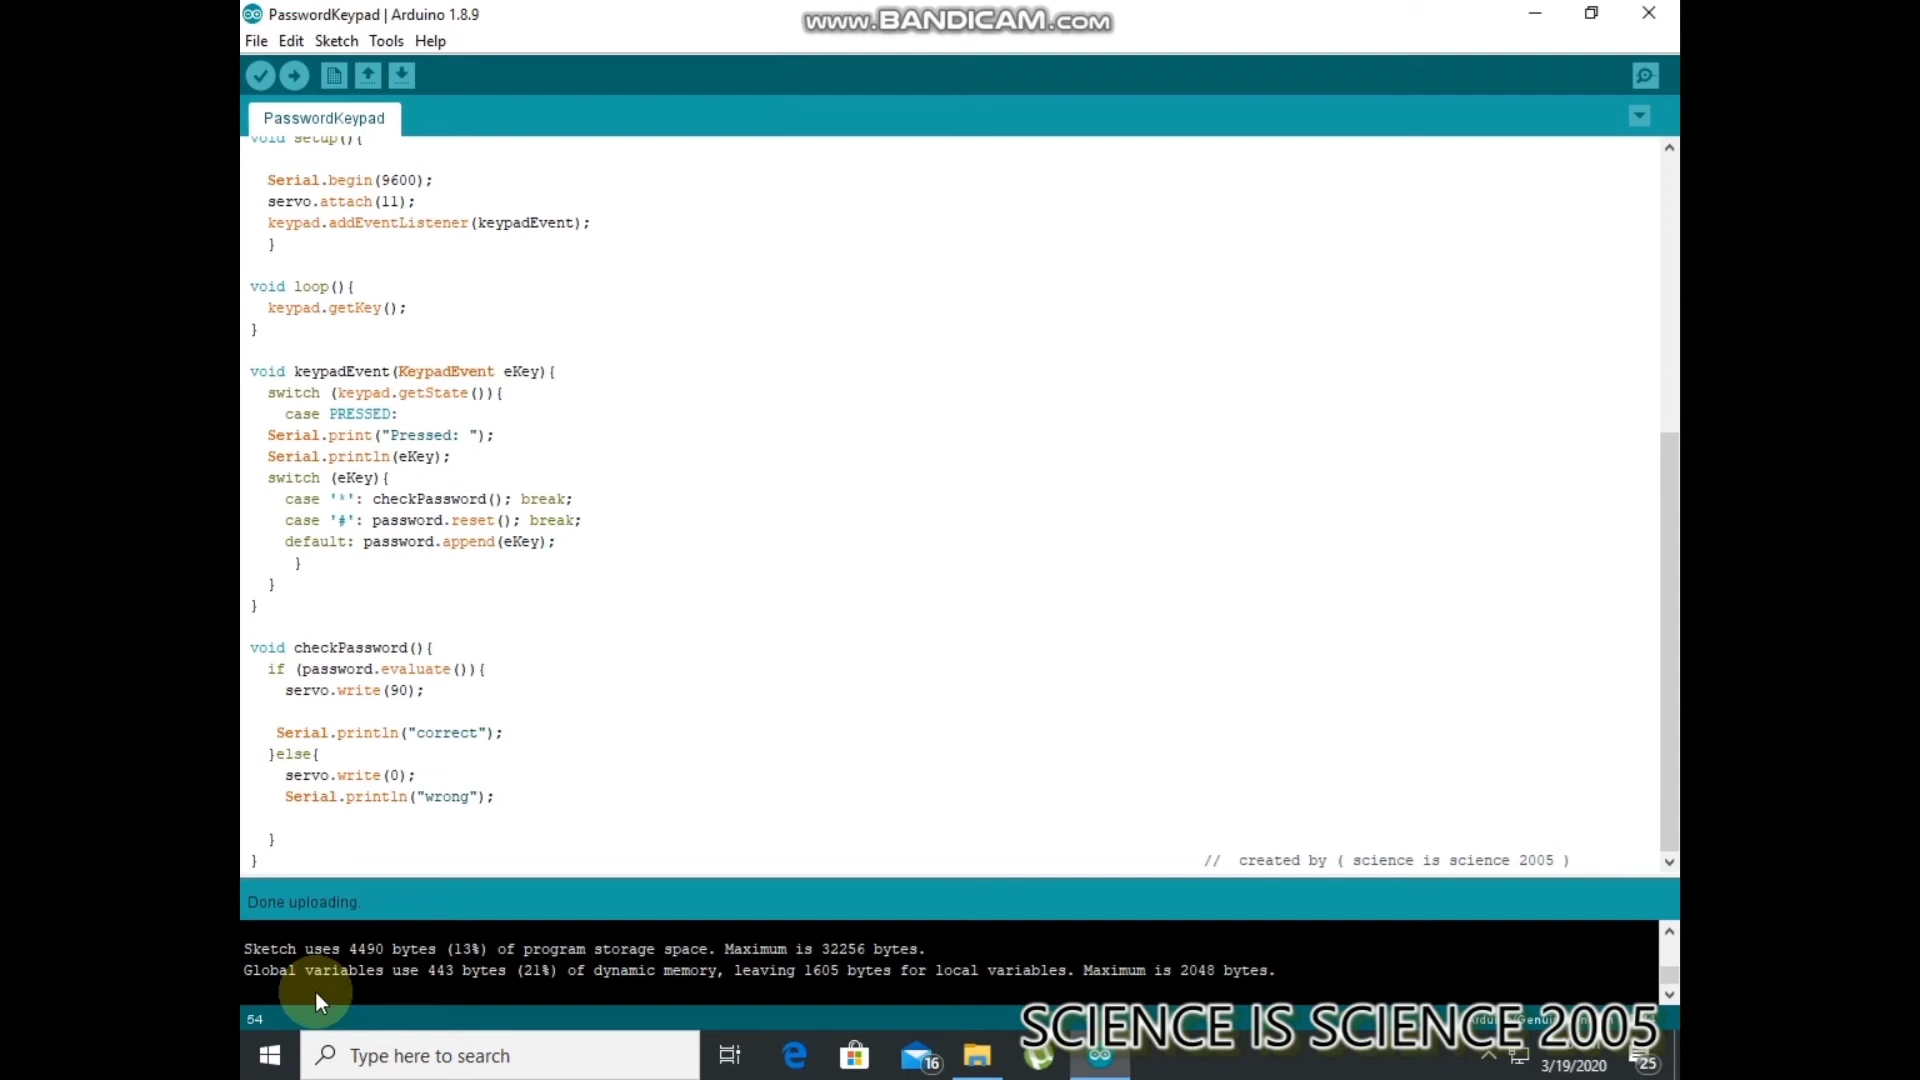 PasswordKeypad | Arduino 1.8.9
www.BANDICAM.com
File Edit Sketch Tools Help
PasswordKeypad
void setup(){
Serial.begin(9600);
servo.attach(11);
keypad.addEventListener(keypadEvent);
}
void loop(){
keypad.getKey();
}
void keypadEvent(KeypadEvent eKey){
switch (keypad.getState()){
case PRESSED:
Serial.print("Pressed: ");
Serial.println(eKey);
switch (eKey){
case '*': checkPassword(); break;
case '#': password.reset(); break;
default: password.append(eKey);
}
}
}
void checkPassword(){
if (password.evaluate()){
servo.write(90);
Serial.println("correct");
}else{
servo.write(0);
Serial.println("wrong");
}
}
// created by ( science is science 2005 )
Done uploading.
Sketch uses 4490 bytes (13%) of program storage space. Maximum is 32256 bytes.
Global variables use 443 bytes (21%) of dynamic memory, leaving 1605 bytes for local variables. Maximum is 2048 bytes.
54
SCIENCE IS SCIENCE 2005
Type here to search
16
3/19/2020
25